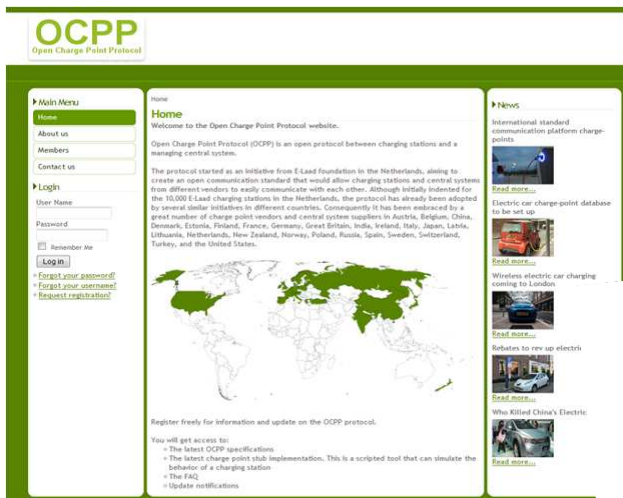 OCPP
Open Charge Point Protocol
Main Menu
Home
About us
Members
Contact us
Login
User Name
Password
Remember Me
Log in
Forgot your password?
Forgot your username?
Request registration?
Home
Home
Welcome to the Open Charge Point Protocol website.
Open Charge Point Protocol (OCPP) is an open protocol between charging stations and a
managing central system.
The protocol started as an initiative from E-Laad foundation in the Netherlands, aiming to
create an open communication standard that would allow charging stations and central systems
from different vendors to easily communicate with each other. Although initially indented for
the 10,000 E-Laad charging stations in the Netherlands, the protocol has already been adopted
by several similar initiatives in different countries. Consequently it has been embraced by a
great number of charge point vendors and central system suppliers in Austria, Belgium, China,
Denmark, Estonia, Finland, France, Germany, Great Britain, India, Ireland, Italy, Japan, Latvia,
Lithuania, Netherlands, New Zealand, Norway, Poland, Russia, Spain, Sweden, Switzerland,
Turkey, and the United States.
Register freely for information and update on the OCPP protocol.
You will get access to:
The latest OCPP specifications
The latest charge point stub implementation. This is a scripted tool that can simulate the
behavior of a charging station
The FAQ
Update notifications
News
International standard
communication platform charge-
points
Read more...
Electric car charge-point database
to be set up
Read more...
Wireless electric car charging
coming to London
Read more...
Rebates to rev up electri
Read more...
Who Killed China's Electric
Read more...